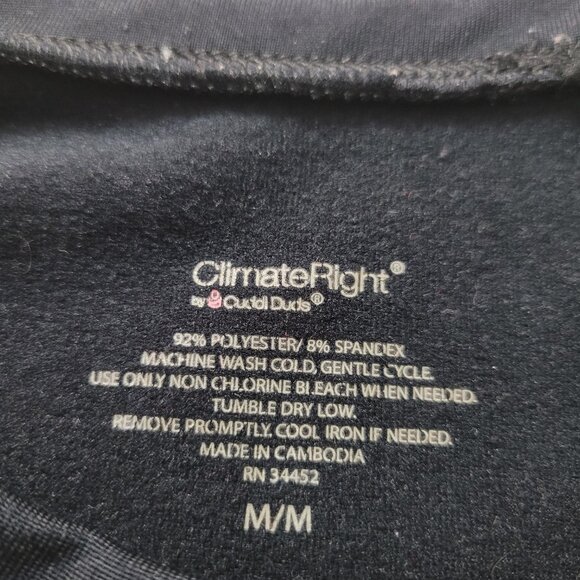 ClimateRight®
by Cuddl Duds®
92% POLYESTER/ 8% SPANDEX
MACHINE WASH COLD, GENTLE CYCLE.
USE ONLY NON CHLORINE BLEACH WHEN NEEDED.
TUMBLE DRY LOW.
REMOVE PROMPTLY. COOL IRON IF NEEDED.
MADE IN CAMBODIA
RN 34452
M/M